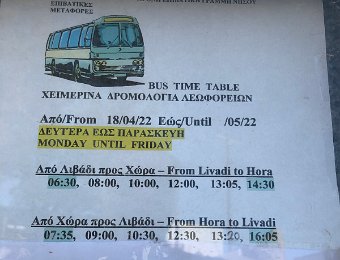 ΕΠΙΒΑΤΙΚΕΣ
ΜΕΤΑΦΟΡΕΣ
ΓΡΑΜΜΗ ΝΗΣΟΥ
BUS TIME TABLE
ΧΕΙΜΕΡΙΝΑ ΔΡΟΜΟΛΟΓΙΑ ΛΕΩΦΟΡΕΙΩΝ
Από/From 18/04/22 Εώς/Until /05/22
ΔΕΥΤΕΡΑ ΕΩΣ ΠΑΡΑΣΚΕΥΗ
MONDAY UNTIL FRIDAY
Από Λιβάδι προς Χώρα – From Livadi to Hora
06:30, 08:00, 10:00, 12:00, 13:05, 14:30
Από Χώρα προς Λιβάδι – From Hora to Livadi
07:35, 09:00, 10:30, 12:30, 13:20, 16:05